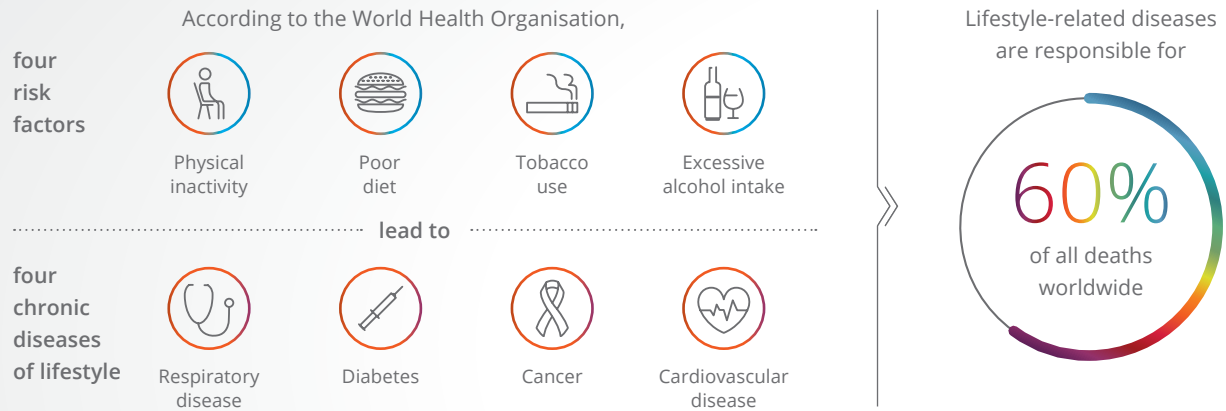 According to the World Health Organisation,
four
risk
factors
Physical
inactivity
Poor
diet
Tobacco
use
Excessive
alcohol intake
lead to
four
chronic
diseases
of lifestyle
Respiratory
disease
Diabetes
Cancer
Cardiovascular
disease
Lifestyle-related diseases
are responsible for
60%
of all deaths
worldwide